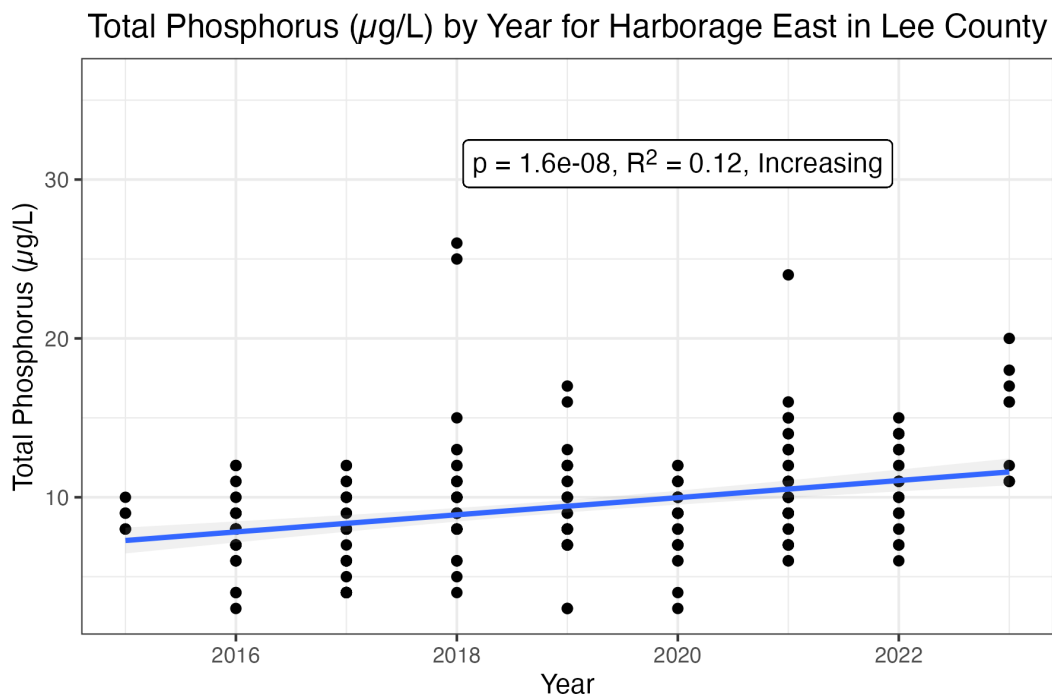 Total Phosphorus (µg/L) by Year for Harborage East in Lee County
p = 1.6e-08, R² = 0.12, Increasing
Total Phosphorus (µg/L)
30
20
10
2016 2018 2020 2022
Year